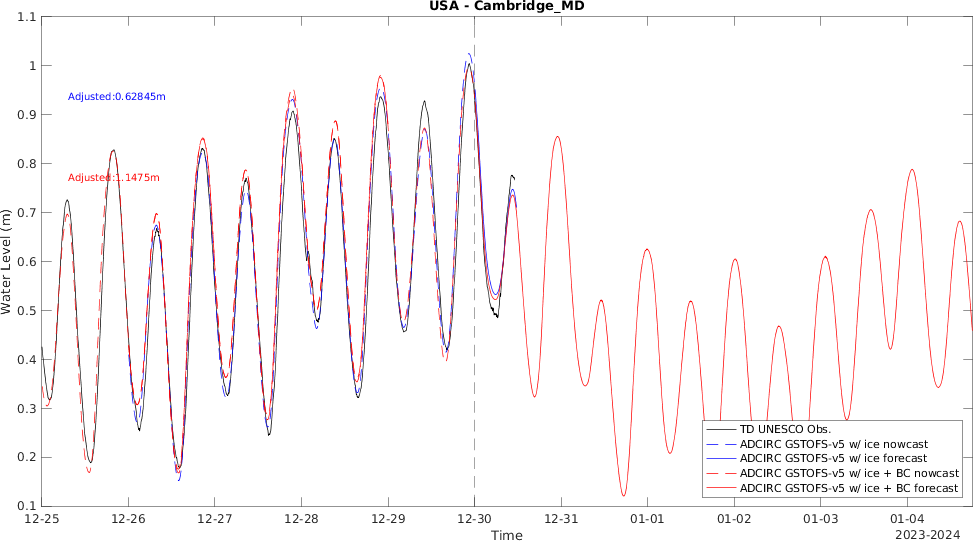 USA - Cambridge_MD
1.1
1
0.9
0.8
0.7
0.6
0.5
0.4
0.3
0.2
0.1
Water Level (m)
Adjusted:0.62845m
Adjusted:1.1475m
TD UNESCO Obs.
ADCIRC GSTOFS-v5 w/ ice nowcast
ADCIRC GSTOFS-v5 w/ ice forecast
ADCIRC GSTOFS-v5 w/ ice + BC nowcast
ADCIRC GSTOFS-v5 w/ ice + BC forecast
12-25 12-26 12-27 12-28 12-29 12-30 12-31 01-01 01-02 01-03 01-04
Time
2023-2024